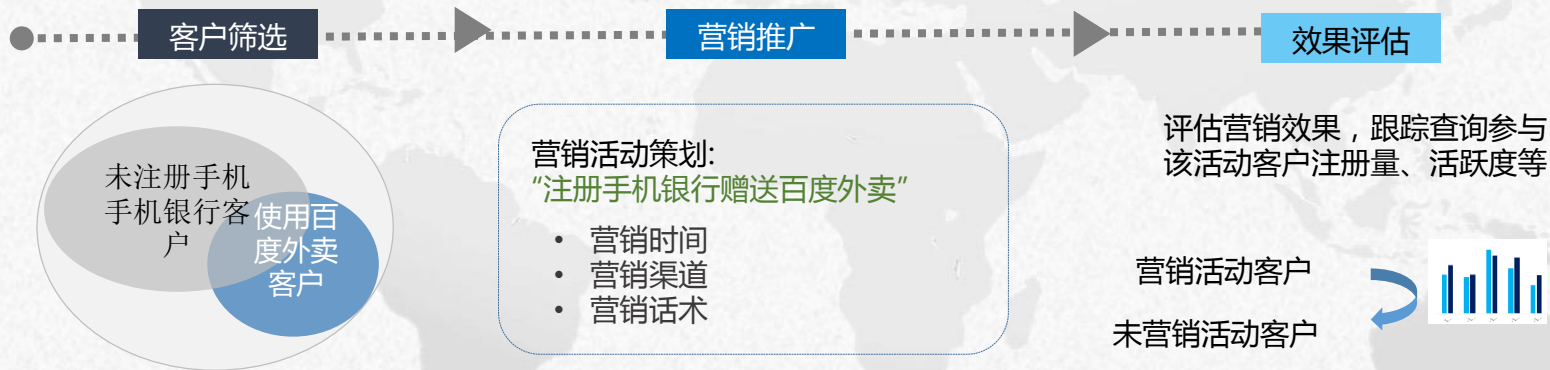 客户筛选
营销推广
效果评估
未注册手机
手机银行客
户
使用百
度外卖
客户
营销活动策划:
“注册手机银行赠送百度外卖”
• 营销时间
• 营销渠道
• 营销话术
评估营销效果，跟踪查询参与
该活动客户注册量、活跃度等
营销活动客户
未营销活动客户